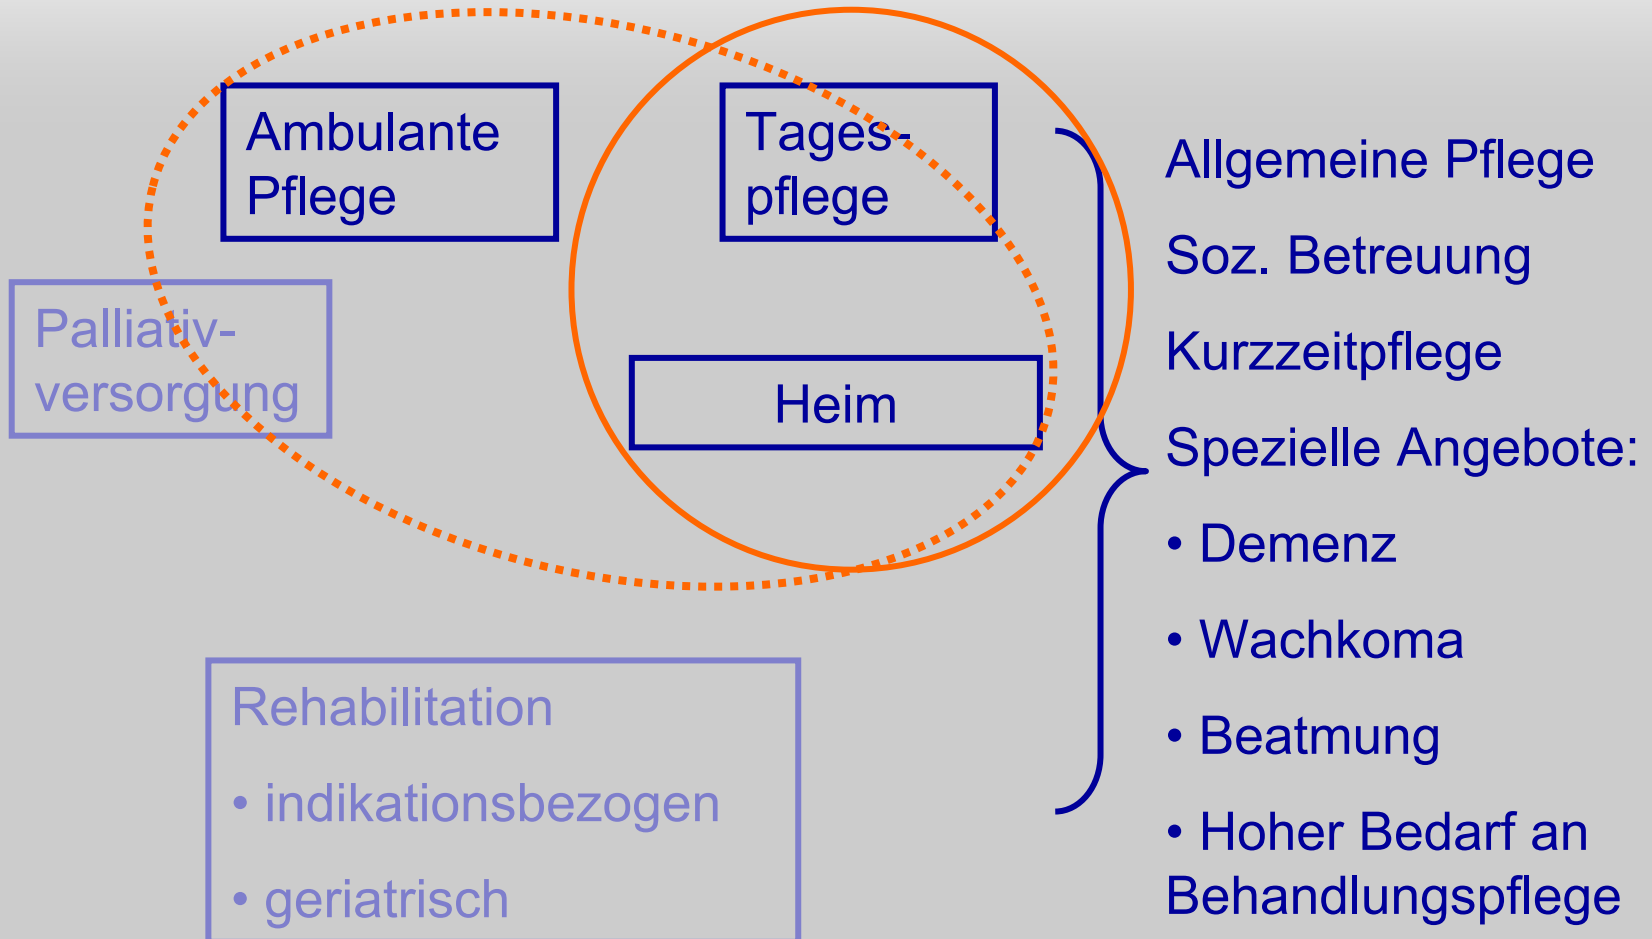 Ambulante
Pflege
Tages-
pflege
Palliativ-
versorgung
Heim
Rehabilitation
• indikationsbezogen
• geriatrisch
Allgemeine Pflege
Soz. Betreuung
Kurzzeitpflege
Spezielle Angebote:
• Demenz
• Wachkoma
• Beatmung
• Hoher Bedarf an
Behandlungspflege